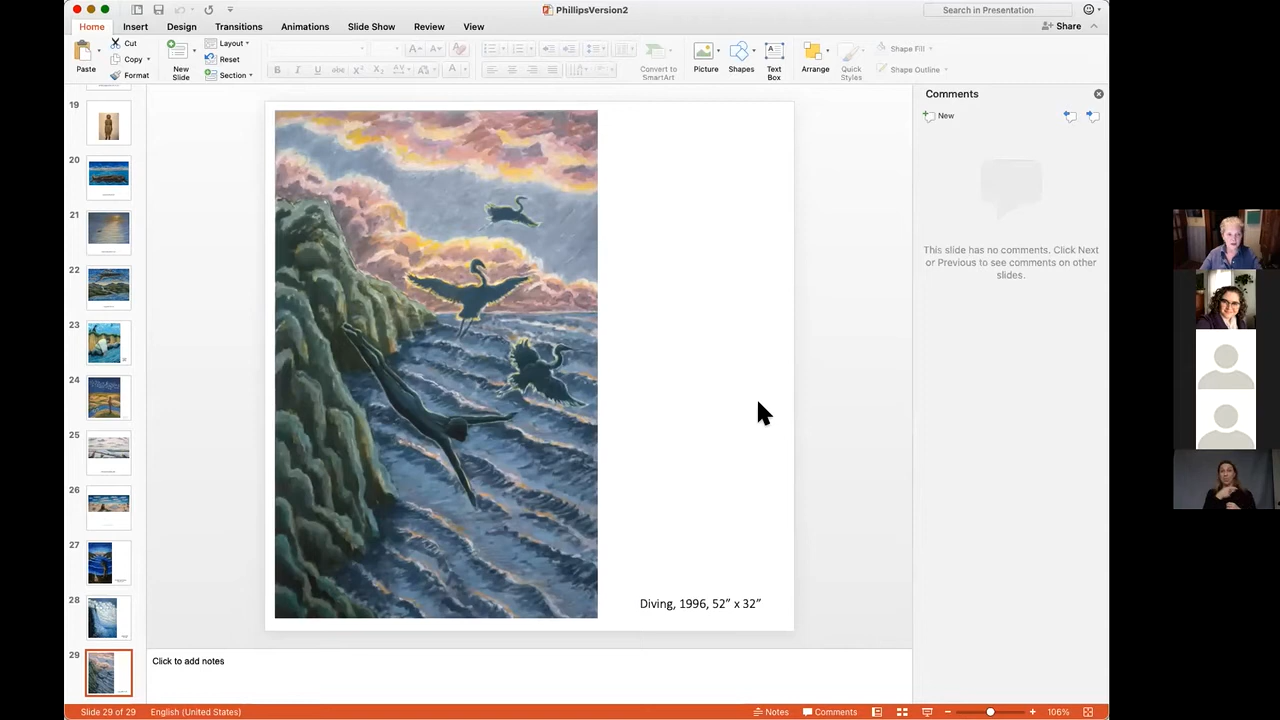 PhillipsVersion2
Search in Presentation
Home Insert Design Transitions Animations Slide Show Review View
Share
Paste
Cut
Copy
Format
New Slide
Layout
Reset
Section
B I U abc X² X₂
Convert to SmartArt
Picture
Shapes
Text Box
Arrange
Quick Styles
Shape Fill
Shape Outline
19
20
21
22
23
24
25
26
27
28
29
Diving, 1996, 52” x 32”
Comments
New
This slide has no comments. Click Next
or Previous to see comments on other
slides.
Click to add notes
Slide 29 of 29 English (United States) Notes Comments 106%